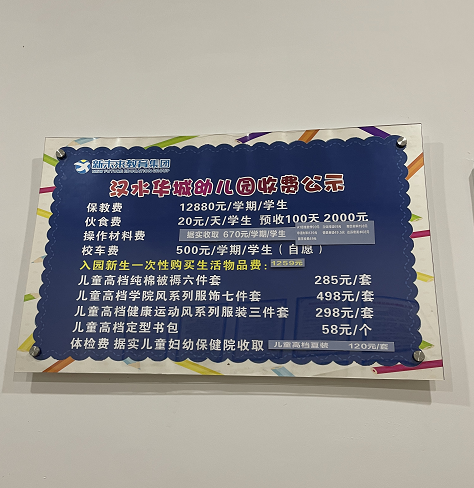 新未来教育集团
NEW FUTURE EDUCATION GROUP
汉水华城幼儿园收费公示
保教费 12880元/学期/学生
伙食费 20元/天/学生 预收100天 2000元
操作材料费 据实收取 670元/学期/学生
校车费 500元/学期/学生（自愿）
入园新生一次性购买生活物品费：1259元
儿童高档纯棉被褥六件套 285元/套
儿童高档学院风系列服饰七件套 498元/套
儿童高档健康运动风系列服装三件套 298元/套
儿童高档定型书包 58元/个
体检费 据实儿童妇幼保健院收取 儿童高档夏装 120元/套